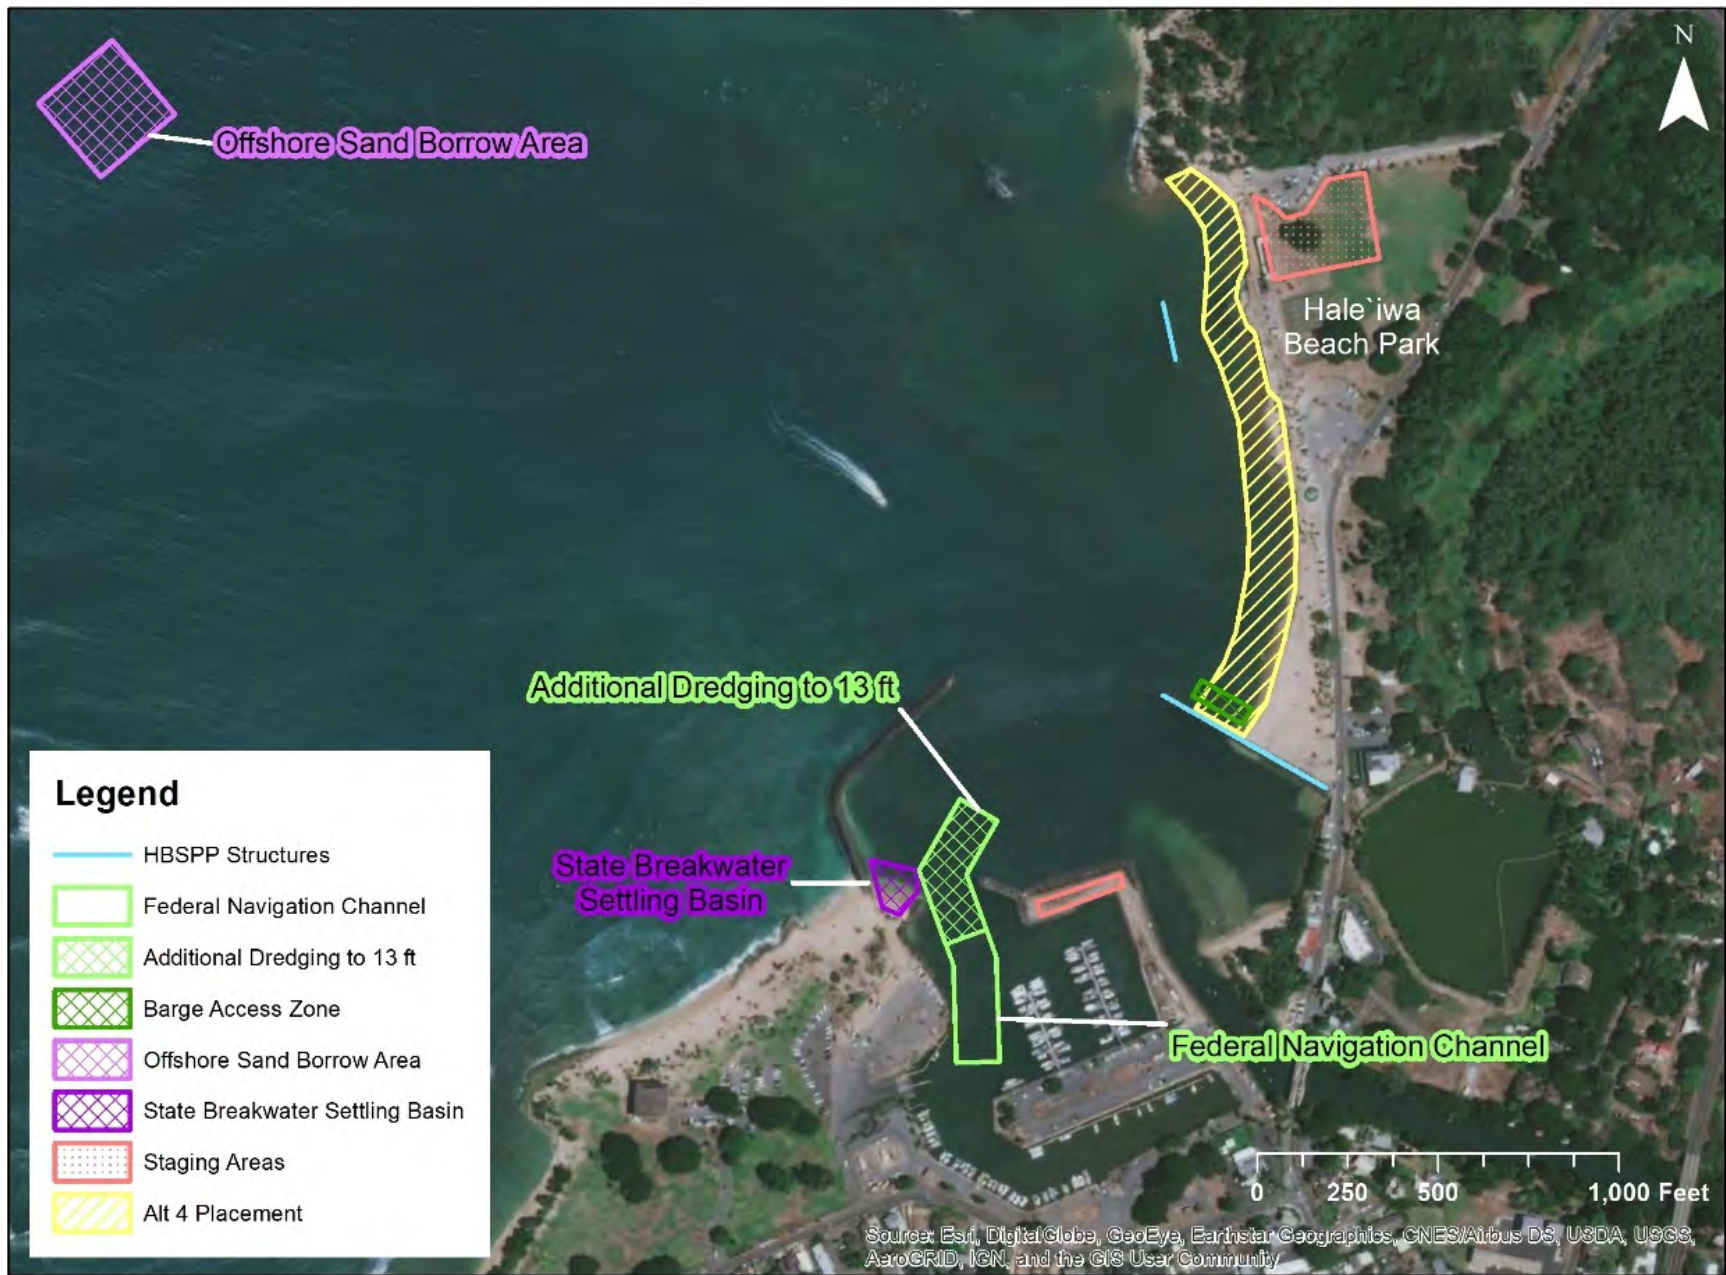 N
Offshore Sand Borrow Area
Hale`iwa
Beach Park
Additional Dredging to 13 ft
State Breakwater
Settling Basin
Federal Navigation Channel
Legend
HBSPP Structures
Federal Navigation Channel
Additional Dredging to 13 ft
Barge Access Zone
Offshore Sand Borrow Area
State Breakwater Settling Basin
Staging Areas
Alt 4 Placement
0 250 500 1,000 Feet
Source: Esri, DigitalGlobe, GeoEye, Earthstar Geographics, CNES/Airbus DS, USDA, USGS,
AeroGRID, IGN, and the GIS User Community